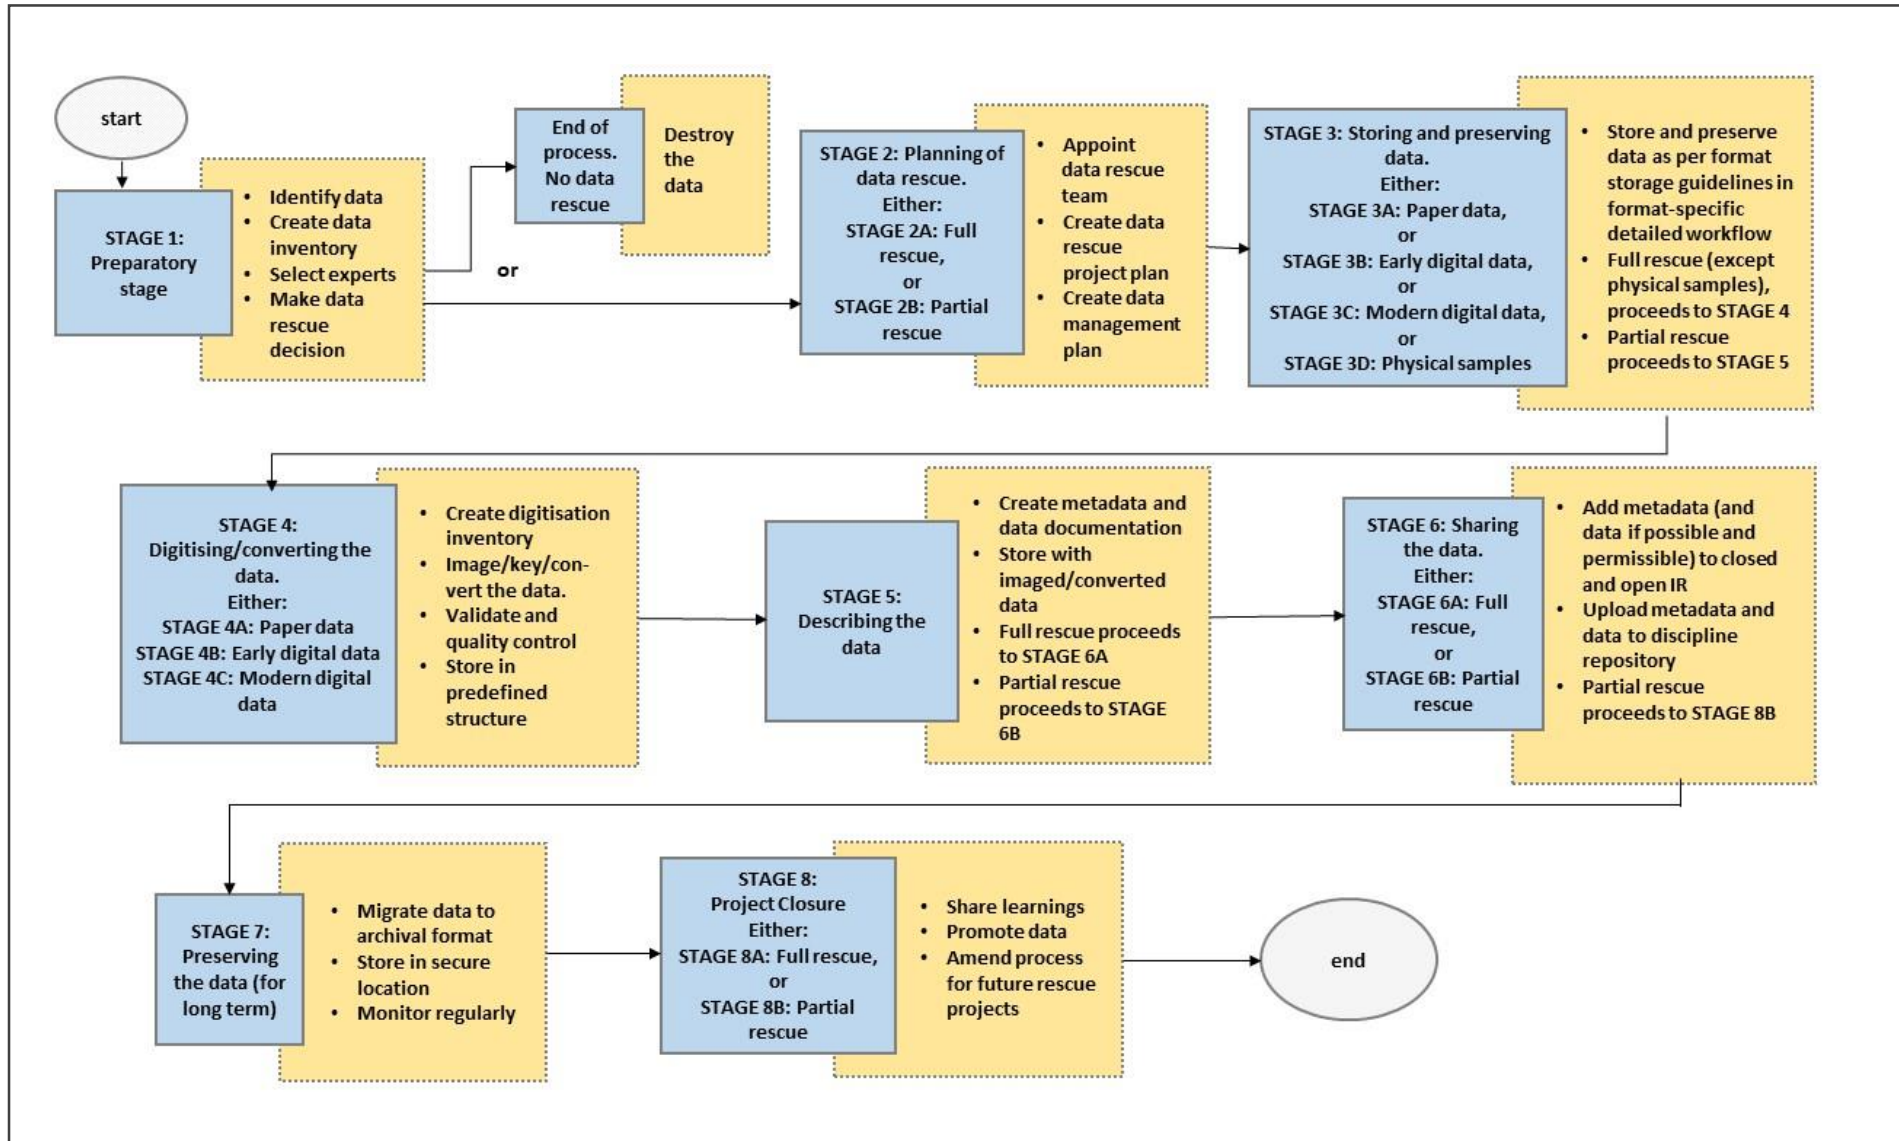 start
STAGE 1:
Preparatory
stage
• Identify data
• Create data
inventory
• Select experts
• Make data
rescue
decision
or
End of
process.
No data
rescue
Destroy
the
data
STAGE 2: Planning of
data rescue.
Either:
STAGE 2A: Full
rescue,
or
STAGE 2B: Partial
rescue
• Appoint
data rescue
team
• Create data
rescue
project plan
• Create data
management
plan
STAGE 3: Storing and preserving
data.
Either:
STAGE 3A: Paper data,
or
STAGE 3B: Early digital data,
or
STAGE 3C: Modern digital data,
or
STAGE 3D: Physical samples
• Store and preserve
data as per format
storage guidelines in
format-specific
detailed workflow
• Full rescue (except
physical samples),
proceeds to STAGE 4
• Partial rescue
proceeds to STAGE 5
STAGE 4:
Digitising/converting the
data.
Either:
STAGE 4A: Paper data
STAGE 4B: Early digital data
STAGE 4C: Modern digital
data
• Create digitisation
inventory
• Image/key/con-
vert the data.
• Validate and
quality control
• Store in
predefined
structure
STAGE 5:
Describing the
data
• Create metadata and
data documentation
• Store with
imaged/converted
data
• Full rescue proceeds
to STAGE 6A
• Partial rescue
proceeds to STAGE
6B
STAGE 6: Sharing
the data.
Either:
STAGE 6A: Full
rescue,
or
STAGE 6B: Partial
rescue
• Add metadata (and
data if possible and
permissible) to closed
and open IR
• Upload metadata and
data to discipline
repository
• Partial rescue
proceeds to STAGE 8B
STAGE 7:
Preserving
the data (for
long term)
• Migrate data to
archival format
• Store in secure
location
• Monitor regularly
STAGE 8:
Project Closure
Either:
STAGE 8A: Full rescue,
or
STAGE 8B: Partial
rescue
• Share learnings
• Promote data
• Amend process
for future rescue
projects
end